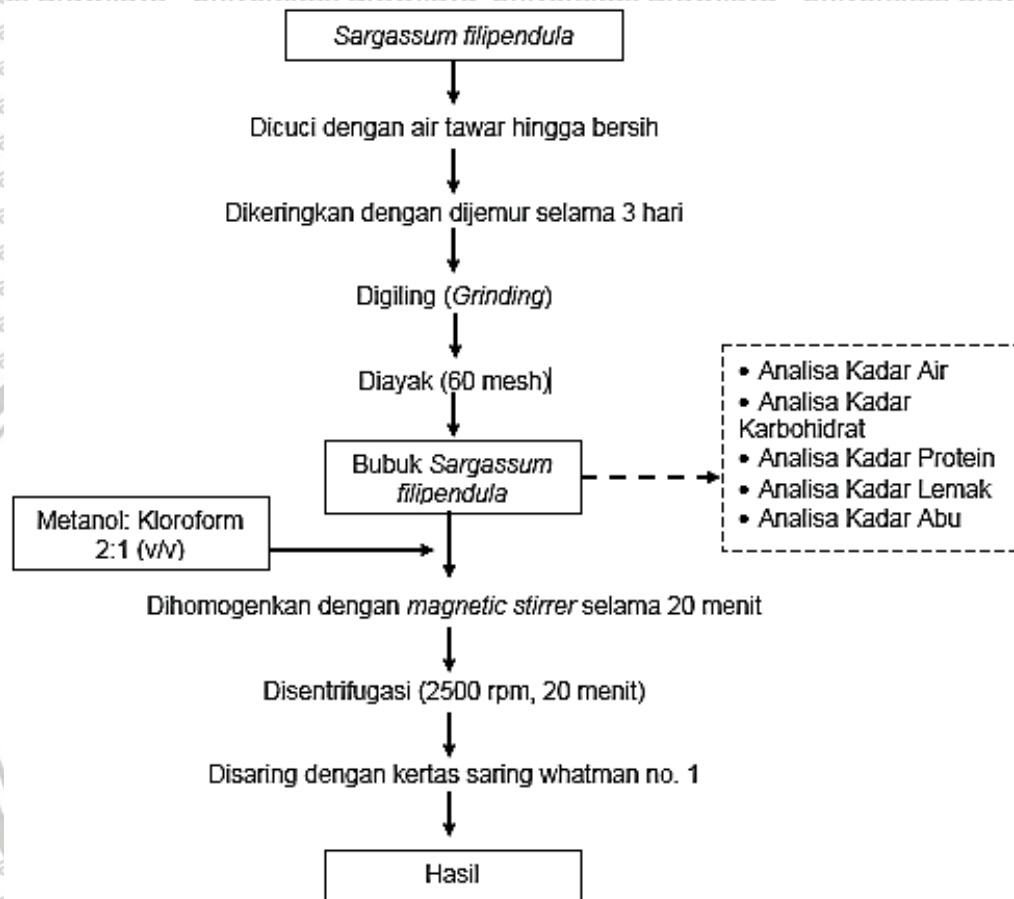 Sargassum filipendula
Dicuci dengan air tawar hingga bersih
Dikeringkan dengan dijemur selama 3 hari
Digiling (Grinding)
Diayak (60 mesh)
Bubuk Sargassum
filipendula
• Analisa Kadar Air
• Analisa Kadar
Karbohidrat
• Analisa Kadar Protein
• Analisa Kadar Lemak
• Analisa Kadar Abu
Metanol: Kloroform
2:1 (v/v)
Dihomogenkan dengan magnetic stirrer selama 20 menit
Disentrifugasi (2500 rpm, 20 menit)
Disaring dengan kertas saring whatman no. 1
Hasil